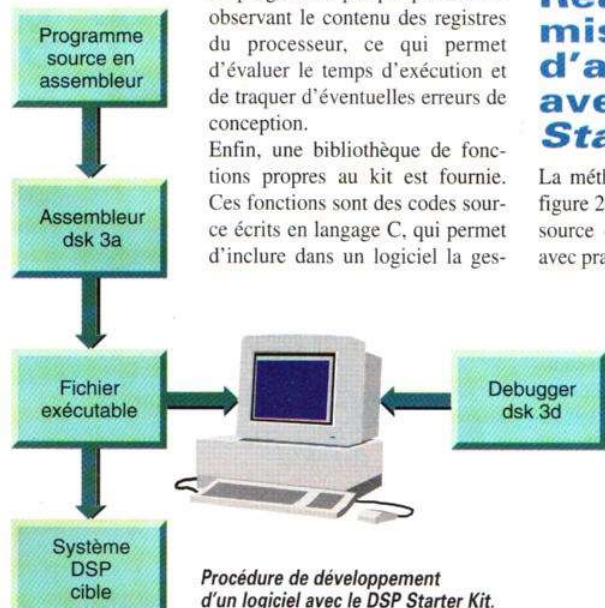 observant le contenu des registres
du processeur, ce qui permet
d'évaluer le temps d'exécution et
de traquer d'éventuelles erreurs de
conception.
Enfin, une bibliothèque de fonc-
tions propres au kit est fournie.
Ces fonctions sont des codes sour-
ce écrits en langage C, qui permet
d'inclure dans un logiciel la ges-
mis
d'a
ave
Sta
La méth
figure 2
source
avec pra
Programme
source en
assembleur
Assembleur
dsk 3a
Fichier
exécutable
Système
DSP
cible
Debugger
dsk 3d
Procédure de développement
d'un logiciel avec le DSP Starter Kit.